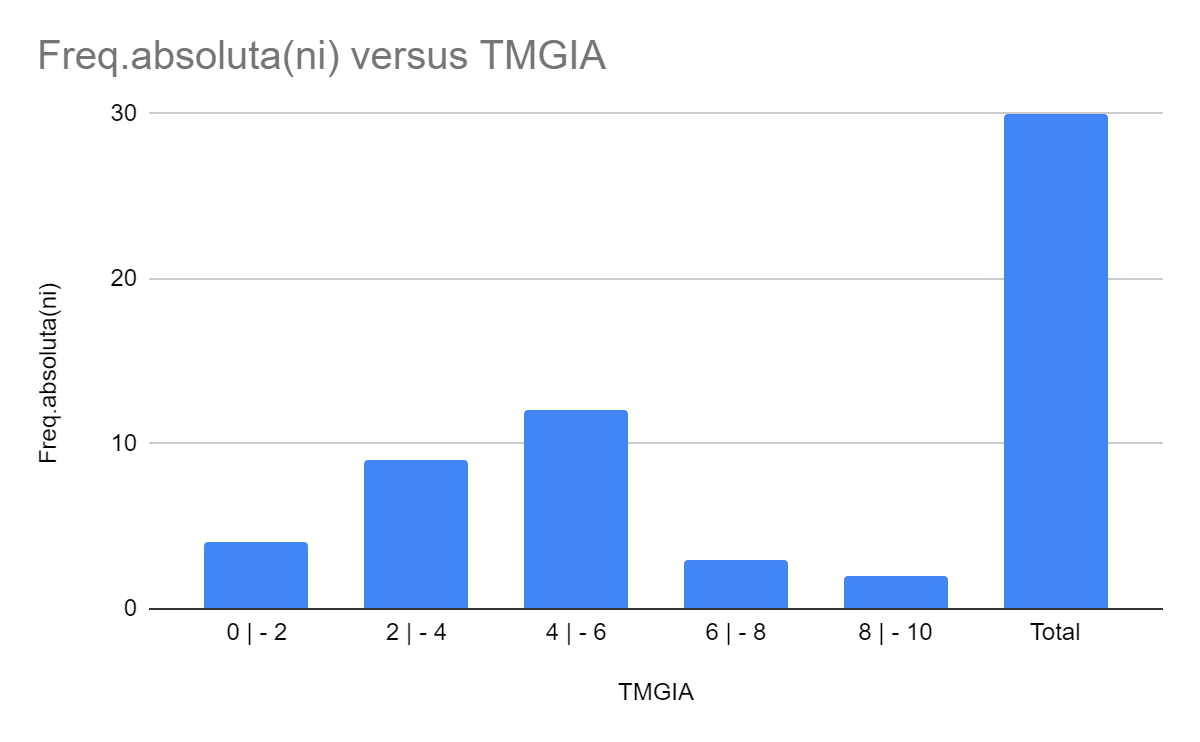 Freq.absoluta(ni) versus TMGIA
Freq.absoluta(ni)
30
20
10
0
0 | - 2
2 | - 4
4 | - 6
6 | - 8
8 | - 10
Total
TMGIA